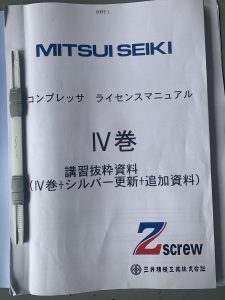 MITSUI SEIKI
コンプレッサ ライセンスマニュアル
Ⅳ巻
講習抜粋資料
(Ⅳ巻+シルバー更新+追加資料)
Zscrew
三井精機工業株式会社